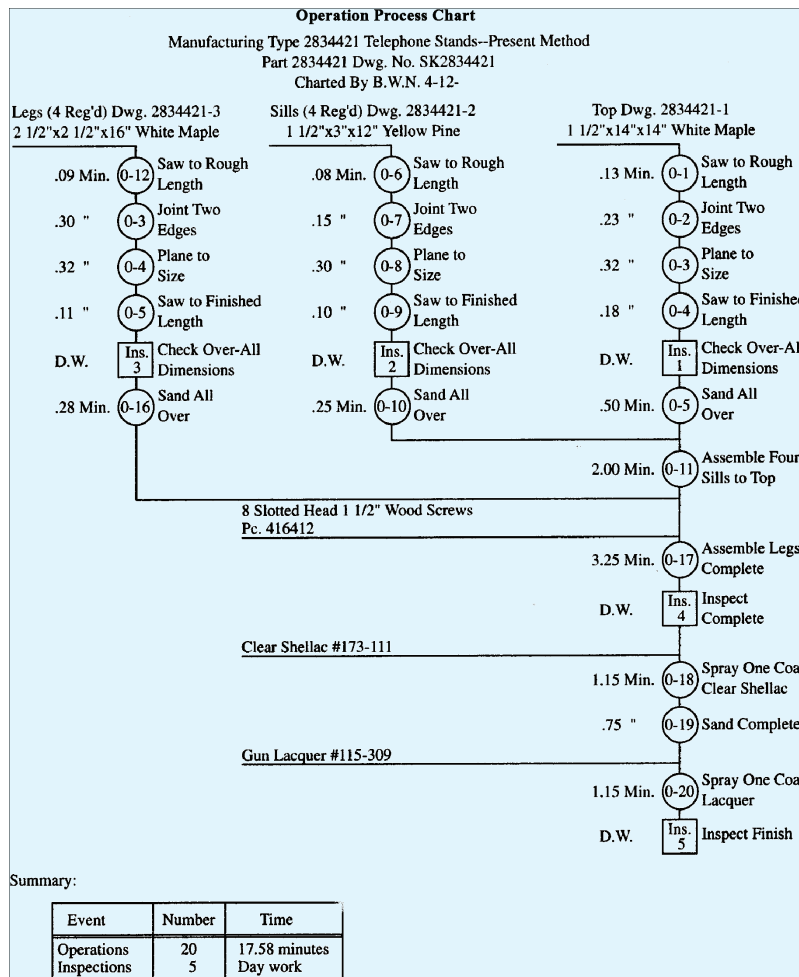 Operation Process Chart
Manufacturing Type 2834421 Telephone Stands--Present Method
Part 2834421 Dwg. No. SK2834421
Charted By B.W.N. 4-12-
Legs (4 Reg'd) Dwg. 2834421-3
2 1/2"x2 1/2"x16" White Maple
Sills (4 Reg'd) Dwg. 2834421-2
1 1/2"x3"x12" Yellow Pine
Top Dwg. 2834421-1
1 1/2"x14"x14" White Maple
.09 Min. 0-12 Saw to Rough
Length
.30 " 0-3 Joint Two
Edges
.32 " 0-4 Plane to
Size
.11 " 0-5 Saw to Finished
Length
D.W. Ins. 3 Check Over-All
Dimensions
.28 Min. 0-16 Sand All
Over
.08 Min. 0-6 Saw to Rough
Length
.15 " 0-7 Joint Two
Edges
.30 " 0-8 Plane to
Size
.10 " 0-9 Saw to Finished
Length
D.W. Ins. 2 Check Over-All
Dimensions
.25 Min. 0-10 Sand All
Over
.13 Min. 0-1 Saw to Rough
Length
.23 " 0-2 Joint Two
Edges
.32 " 0-3 Plane to
Size
.18 " 0-4 Saw to Finished
Length
D.W. Ins. 1 Check Over-All
Dimensions
.50 Min. 0-5 Sand All
Over
2.00 Min. 0-11 Assemble Four
Sills to Top
8 Slotted Head 1 1/2" Wood Screws
Pc. 416412
3.25 Min. 0-17 Assemble Legs
Complete
D.W. Ins. 4 Inspect
Complete
Clear Shellac #173-111
1.15 Min. 0-18 Spray One Coa
Clear Shellac
.75 " 0-19 Sand Complete
Gun Lacquer #115-309
1.15 Min. 0-20 Spray One Coa
Lacquer
D.W. Ins. 5 Inspect Finish
Summary:
Event Number Time
Operations 20 17.58 minutes
Inspections 5 Day work